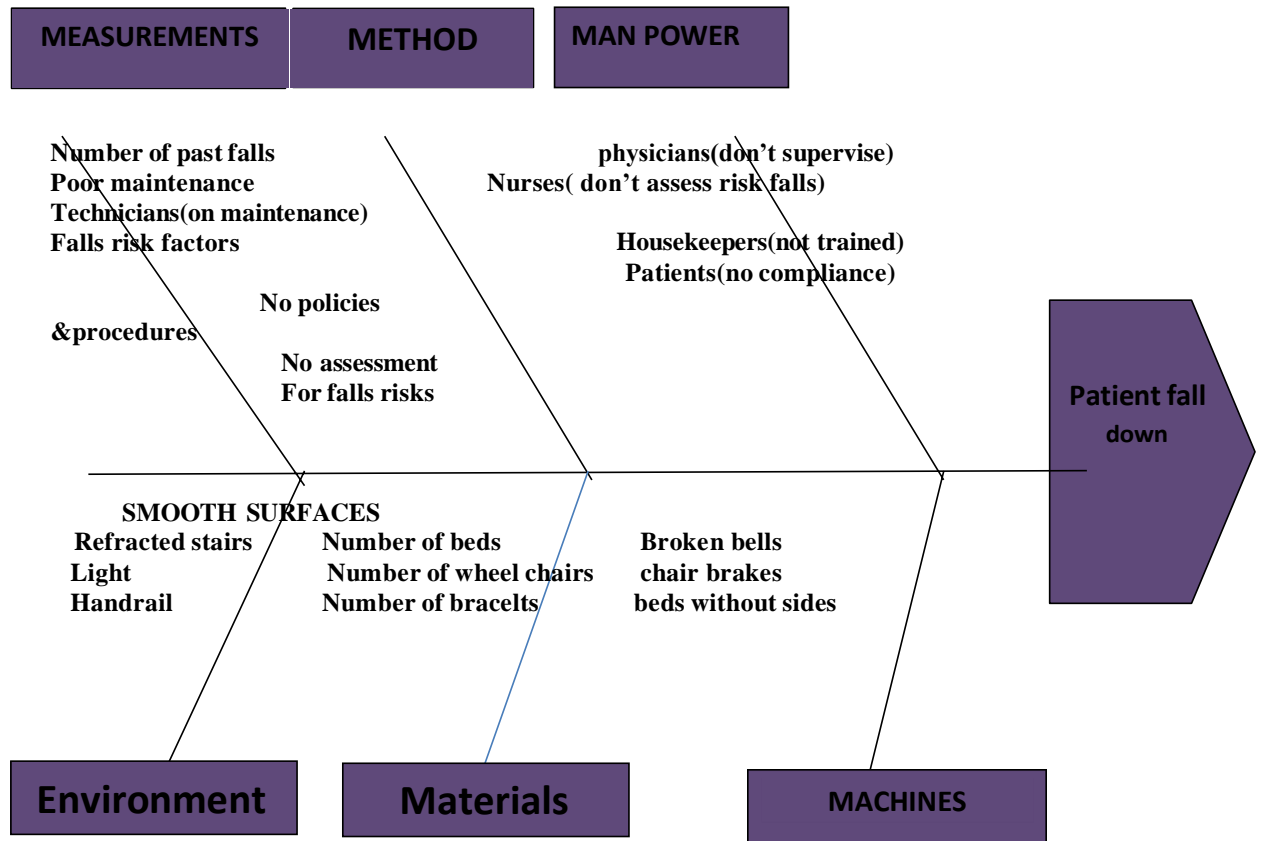 MEASUREMENTS
METHOD
MAN POWER
Number of past falls
Poor maintenance
Technicians(on maintenance)
Falls risk factors
No policies
&procedures
No assessment
For falls risks
physicians(don’t supervise)
Nurses( don’t assess risk falls)
Housekeepers(not trained)
Patients(no compliance)
Patient fall
down
SMOOTH SURFACES
Refracted stairs
Light
Handrail
Number of beds
Number of wheel chairs
Number of bracelts
Broken bells
chair brakes
beds without sides
Environment
Materials
MACHINES